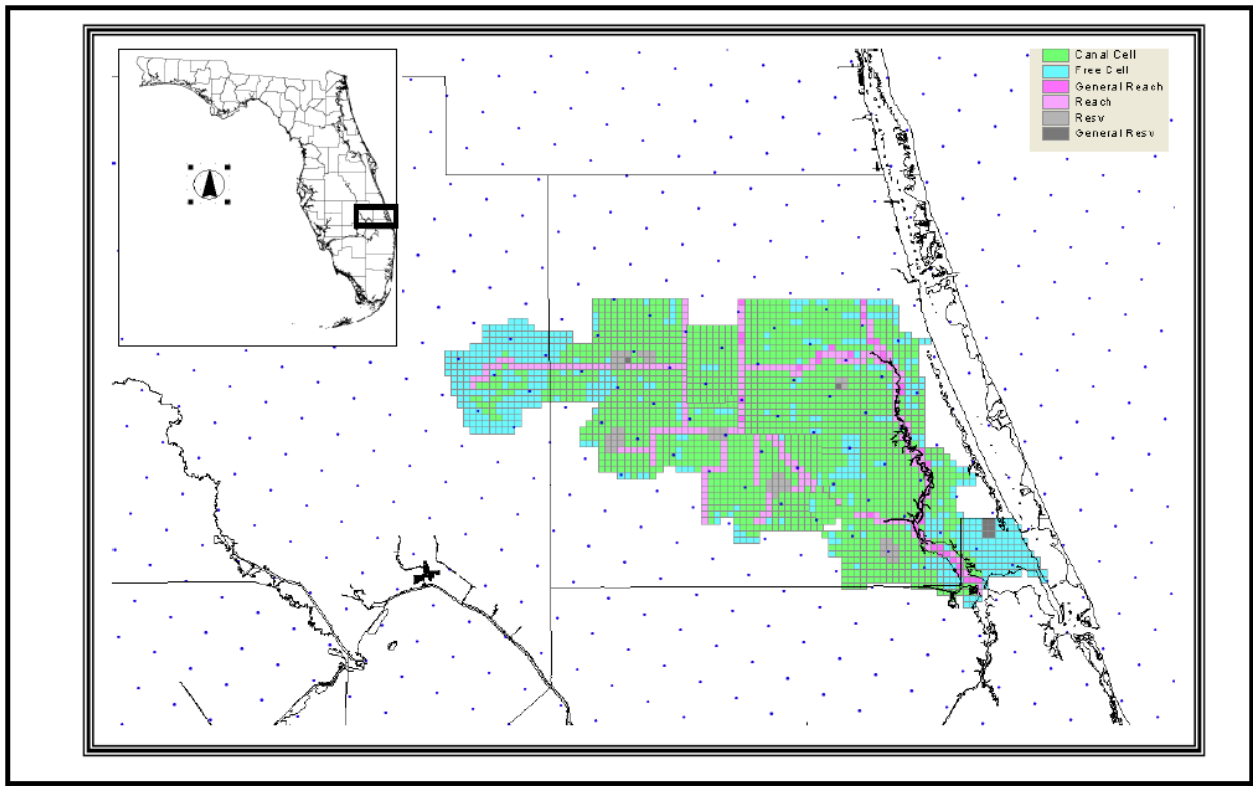 Canal Cell
Free Cell
General Reach
Reach
Resv
General Resv